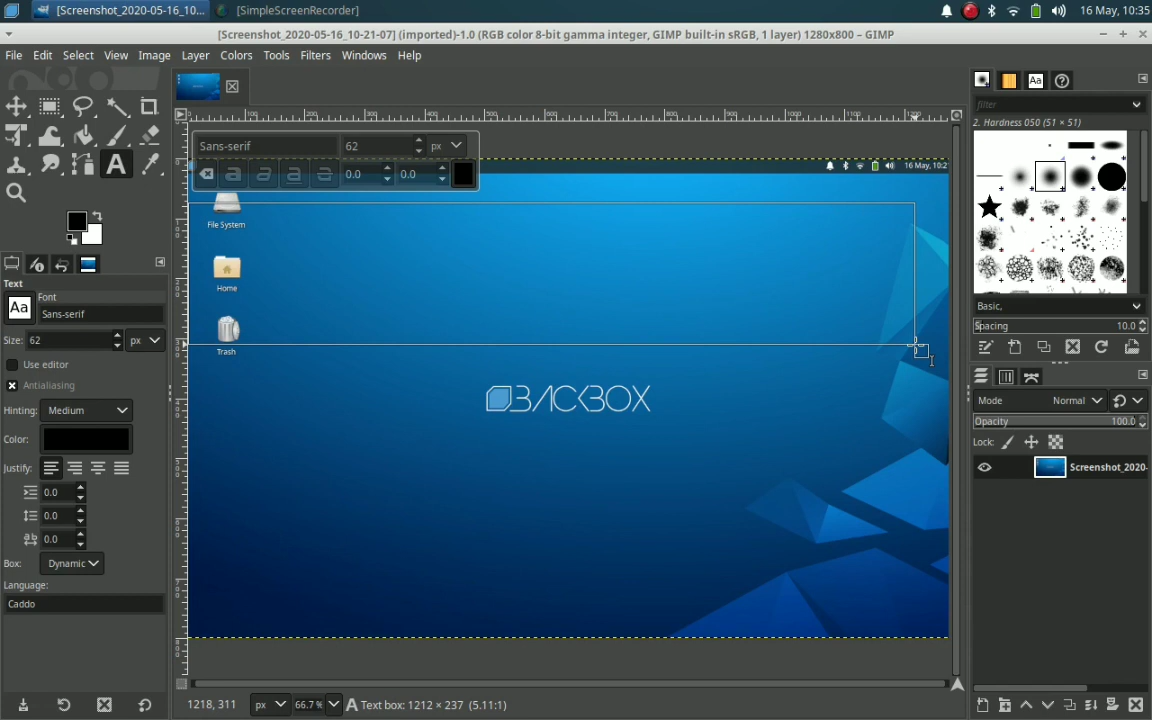 [Screenshot_2020-05-16_10... [SimpleScreenRecorder] 16 May, 10:35
[Screenshot_2020-05-16_10-21-07] (imported)-1.0 (RGB color 8-bit gamma integer, GIMP built-in sRGB, 1 layer) 1280x800 – GIMP
File Edit Select View Image Layer Colors Tools Filters Windows Help
filter
2. Hardness 050 (51 × 51)
Sans-serif 62 px
0.0 0.0
16 May, 10:2
File System
Home
Trash
BACKBOX
Text
Font
Aa Sans-serif
Size: 62 px
Use editor
Antialiasing
Hinting: Medium
Color:
Justify:
0.0
0.0
0.0
Box: Dynamic
Language:
Caddo
Basic,
Spacing 10.0
Mode Normal
Opacity 100.0
Lock:
Screenshot_2020-
1218, 311 px 66.7 % Text box: 1212 × 237 (5.11:1)